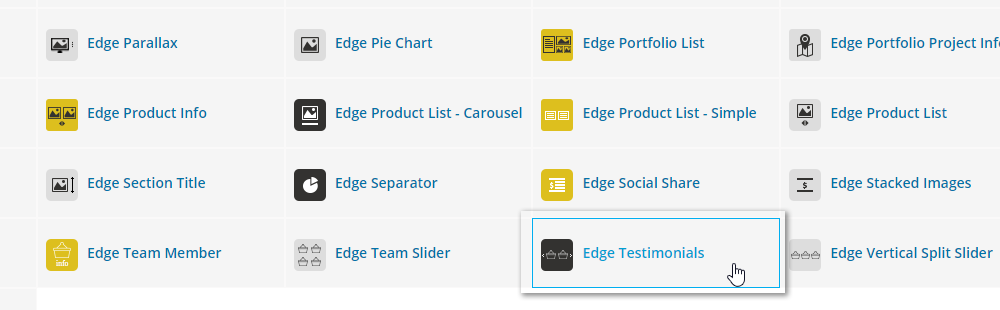 Edge Parallax
Edge Pie Chart
Edge Portfolio List
Edge Portfolio Project Inf
Edge Product Info
Edge Product List - Carousel
Edge Product List - Simple
Edge Product List
Edge Section Title
Edge Separator
Edge Social Share
$
Edge Stacked Images
$
info
Edge Team Member
Edge Team Slider
Edge Testimonials
Edge Vertical Split Slider